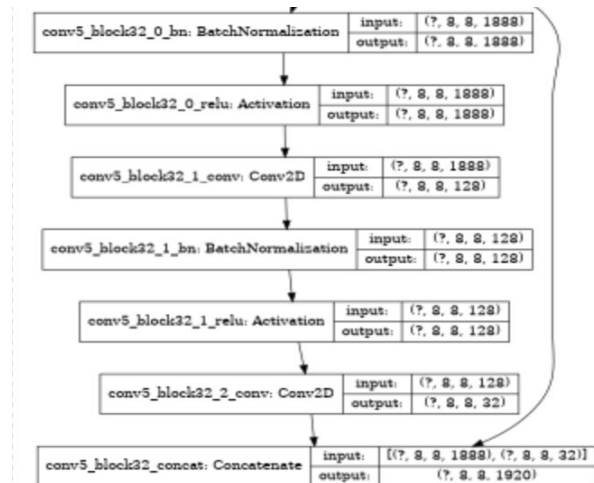 conv5_block32_0_bn: BatchNormalization input: (?, 8, 8, 1888)
output: (?, 8, 8, 1888)
conv5_block32_0_relu: Activation input: (?, 8, 8, 1888)
output: (?, 8, 8, 1888)
conv5_block32_1_conv: Conv2D input: (?, 8, 8, 1888)
output: (?, 8, 8, 128)
conv5_block32_1_bn: BatchNormalization input: (?, 8, 8, 128)
output: (?, 8, 8, 128)
conv5_block32_1_relu: Activation input: (?, 8, 8, 128)
output: (?, 8, 8, 128)
conv5_block32_2_conv: Conv2D input: (?, 8, 8, 128)
output: (?, 8, 8, 32)
conv5_block32_concat: Concatenate input: [(?, 8, 8, 1888), (?, 8, 8, 32)]
output: (?, 8, 8, 1920)